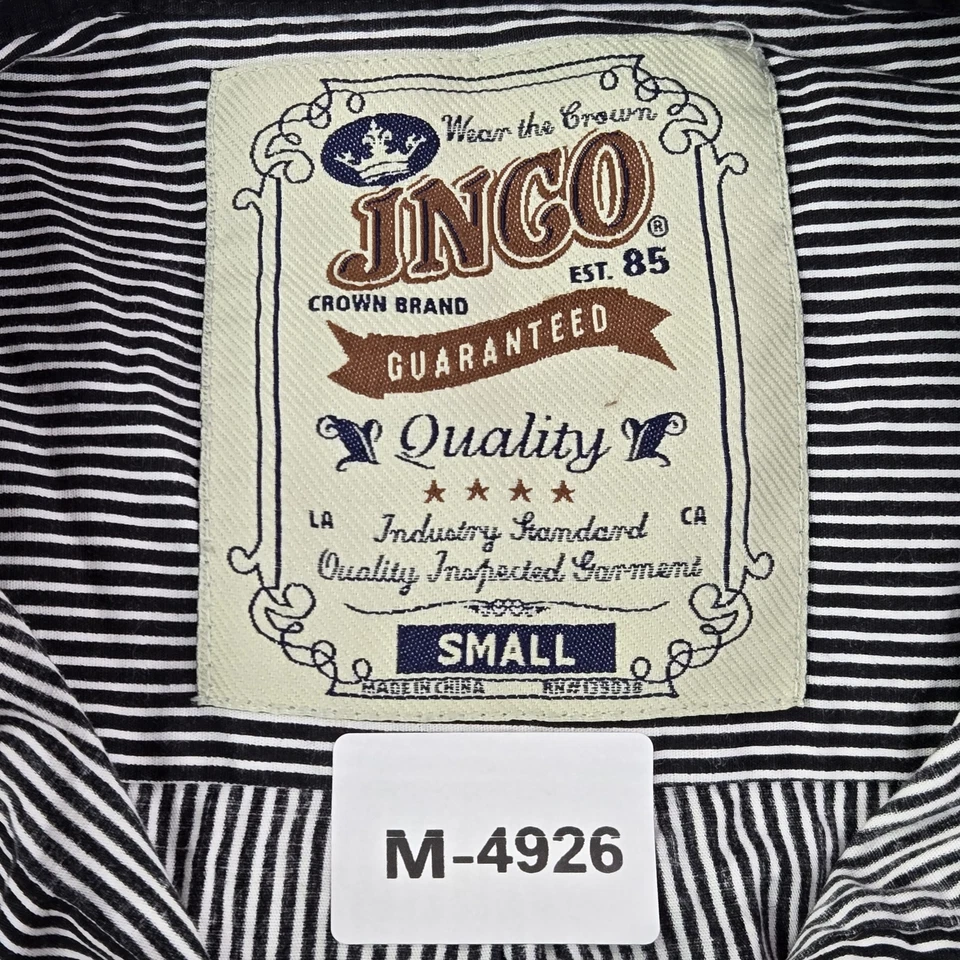 Wear the Crown
JNCO®
EST. 85
CROWN BRAND
GUARANTEED
Quality
LA CA
Industry Standard
Quality Inspected Garment
SMALL
MADE IN CHINA
M-4926